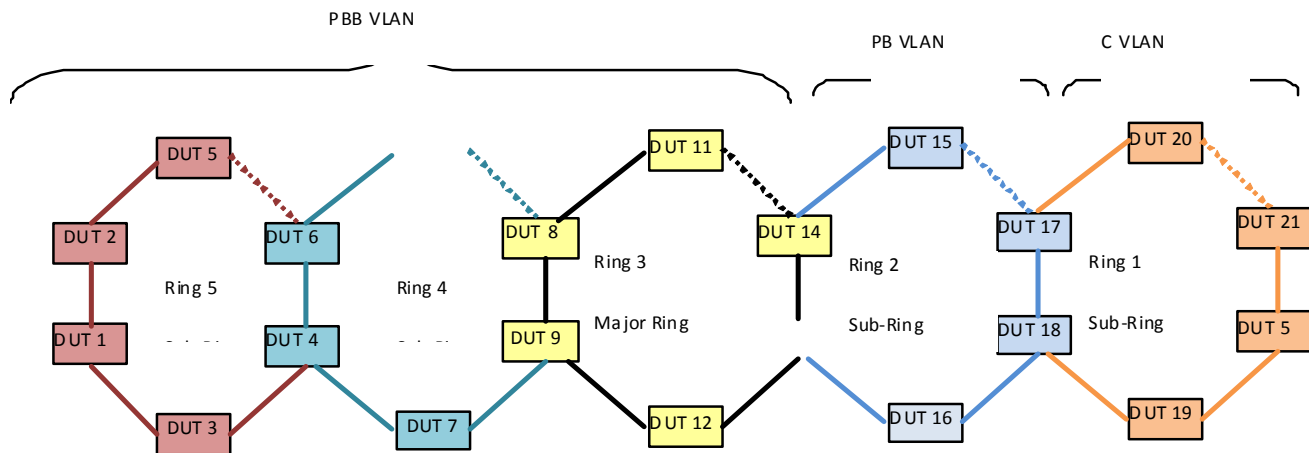 PBB VLAN
PB VLAN
C VLAN
DUT 5
DUT 11
DUT 15
DUT 20
DUT 2
DUT 6
DUT 8
DUT 14
DUT 17
DUT 21
Ring 5
Ring 4
Ring 3
Ring 2
Ring 1
DUT 1
DUT 4
DUT 9
Major Ring
Sub-Ring
DUT 18
Sub-Ring
DUT 5
DUT 3
DUT 7
DUT 12
DUT 16
DUT 19